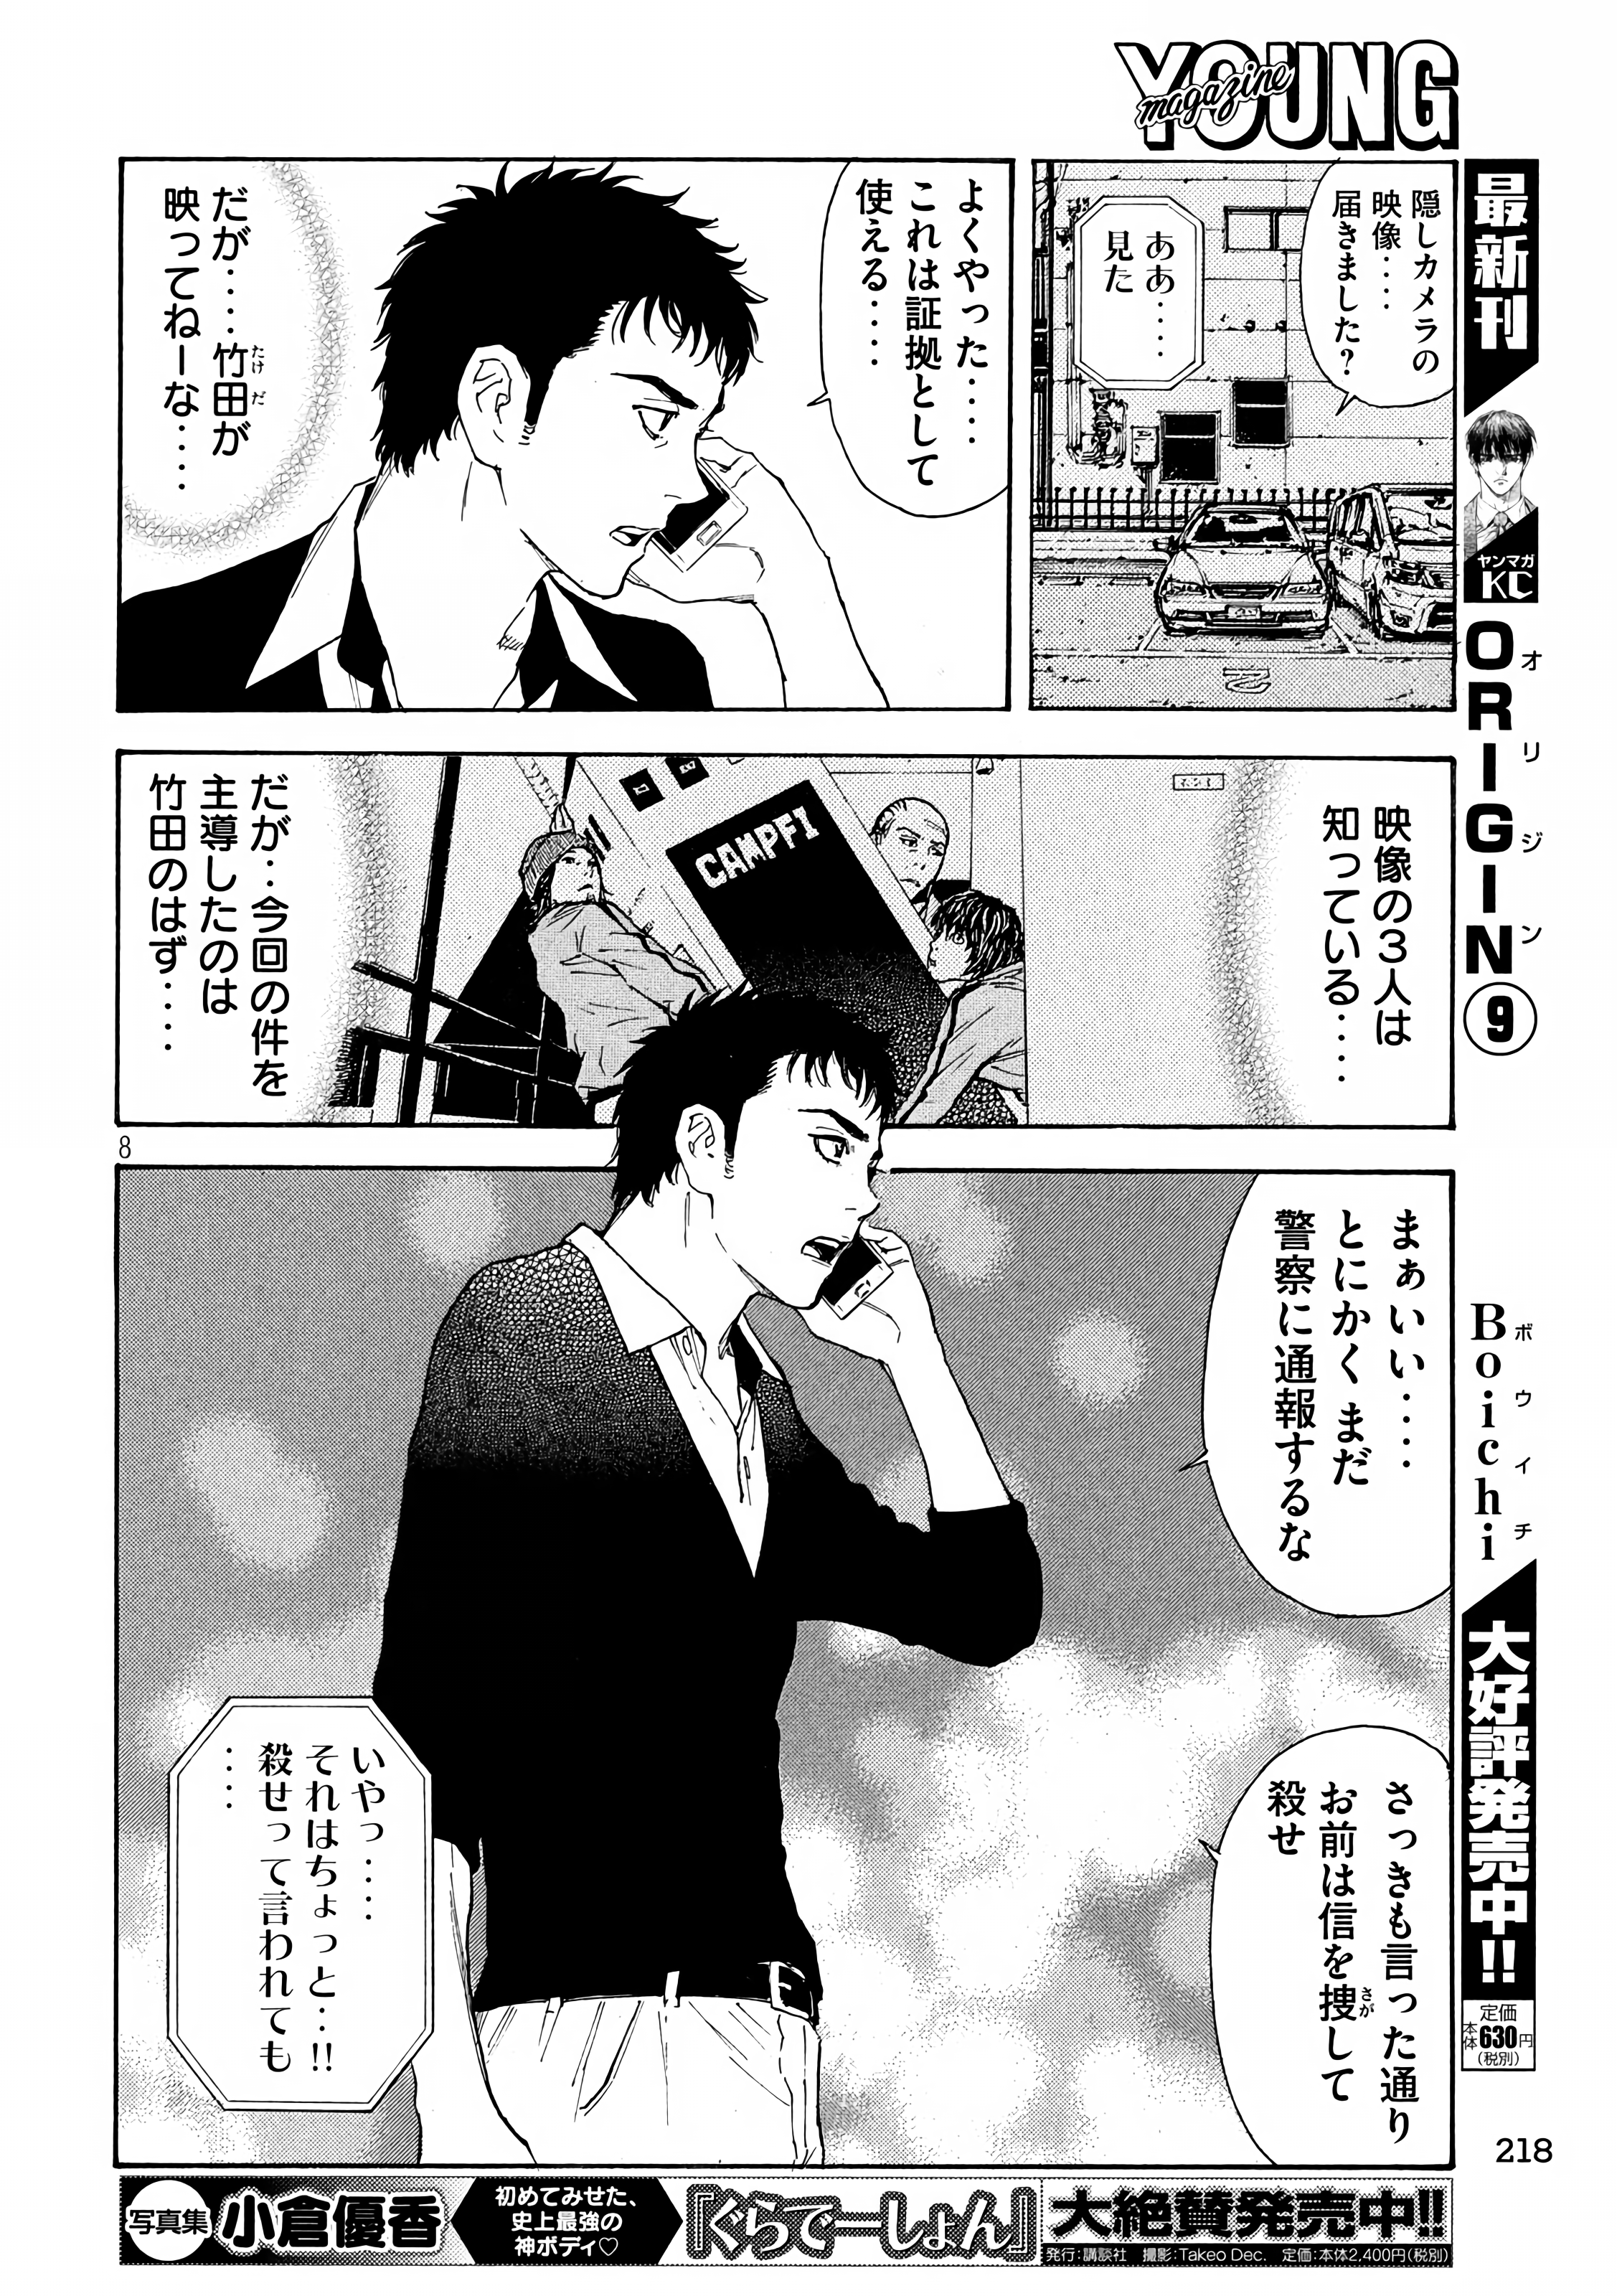 YOUNG
magazine
隠しカメラの
映像‥‥
届きました?
ああ‥‥
見た
よくやった‥‥
これは証拠として
使える‥‥
だが‥‥竹田が
たけだ
映ってねーな‥‥
映像の3人は
知っている‥‥
CAMPFI
だが‥今回の件を
主導したのは
竹田のはず‥‥
8
まぁいい‥‥
とにかくまだ
警察に通報するな
さっきも言った通り
お前は信を捜して
さが
殺せ
いやっ‥‥
それはちょっと‥!!
殺せって言われても
‥‥
最新刊
ヤンマガ
KC
ORIGIN⑨
オリジン
Boichi
ボウイチ
大好評発売中!!
定価
本体630円
(税別)
218
写真集
小倉優香
初めてみせた、
史上最強の
神ボディ♡
『ぐらでーしょん』
大絶賛発売中!!
発行:講談社 撮影:Takeo Dec. 定価:本体2,400円(税別)